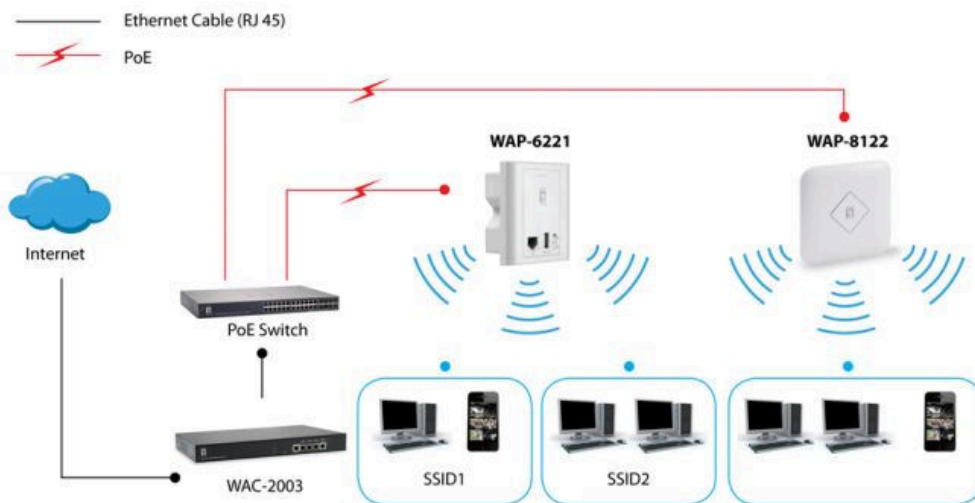 Ethernet Cable (RJ 45)
PoE
WAP-6221
WAP-8122
Internet
PoE Switch
WAC-2003
SSID1
SSID2